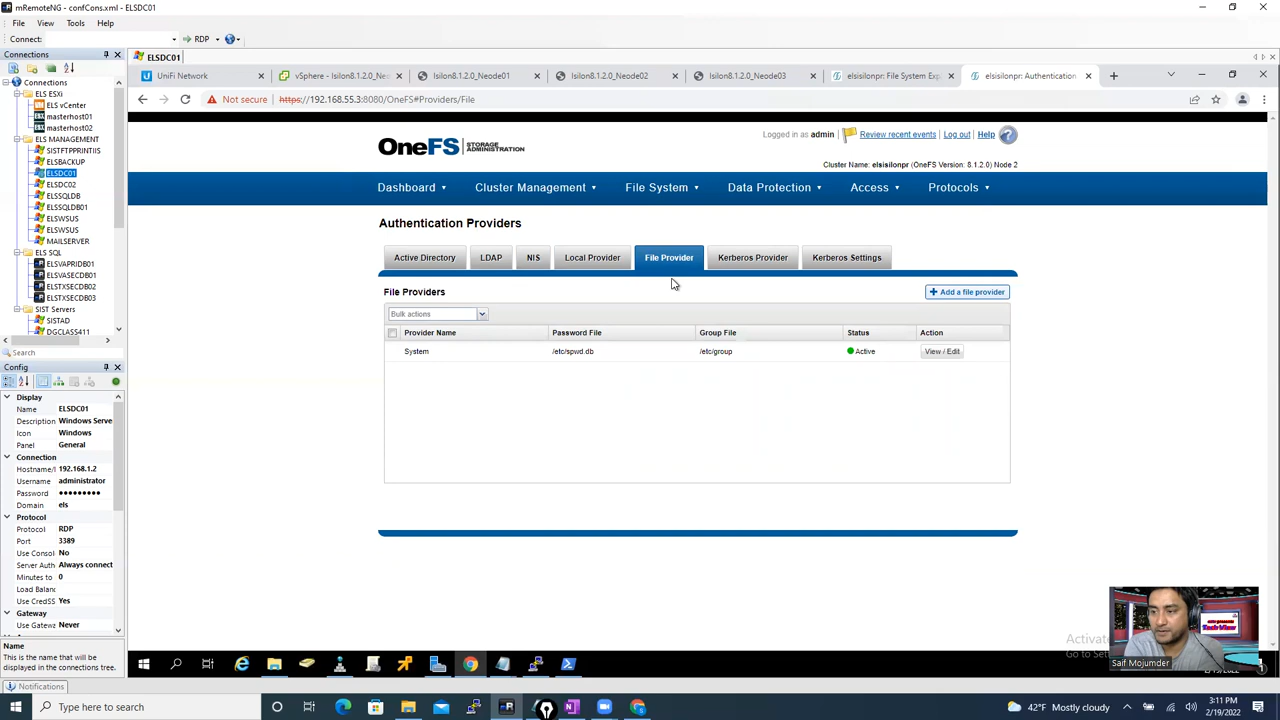 mRemoteNG - confCons.xml - ELSDC01
File View Tools Help
Connect: RDP
Connections
ELSDC01
UniFi Network
vSphere - Isilon8.1.2.0_Ne
Isilon8.1.2.0_Neode01
Isilon8.1.2.0_Neode02
Isilon8.1.2.0_Neode03
elsisilonpr: File System Exp
elsisilonpr: Authentication
Not secure https://192.168.55.3:8080/OneFS#Providers/File
Connections
ELS ESXi
ELS vCenter
masterhost01
masterhost02
ELS MANAGEMENT
SISTFTPPRINTIIS
ELSBACKUP
ELSDC01
ELSDC02
ELSSQLDB
ELSSQLDB01
ELSWSUS
ELSWSUS
MAILSERVER
ELS SQL
ELSVAPRIDB01
ELSVASECDB01
ELSTXSECDB02
ELSTXSECDB03
SIST Servers
SISTAD
DGCLASS411
Search
Config
Display
Name ELSDC01
Description Windows Serve
Icon Windows
Panel General
Connection
Hostname/I 192.168.1.2
Username administrator
Password ●●●●●●●●●
Domain els
Protocol
Protocol RDP
Port 3389
Use Consol No
Server Auth Always connect
Minutes to 0
Load Balanc
Use CredSS Yes
Gateway
Use Gatewa Never
Name
This is the name that will be
displayed in the connections tree.
Notifications
Logged in as admin Review recent events Log out Help
OneFS STORAGE
ADMINISTRATION
Cluster Name: elsisilonpr (OneFS Version: 8.1.2.0) Node 2
Dashboard Cluster Management File System Data Protection Access Protocols
Authentication Providers
Active Directory LDAP NIS Local Provider File Provider Kerberos Provider Kerberos Settings
File Providers
+ Add a file provider
Bulk actions
Provider Name Password File Group File Status Action
System /etc/spwd.db /etc/group Active View / Edit
Saif Mojumder
Type here to search
42°F Mostly cloudy
3:11 PM
2/19/2022